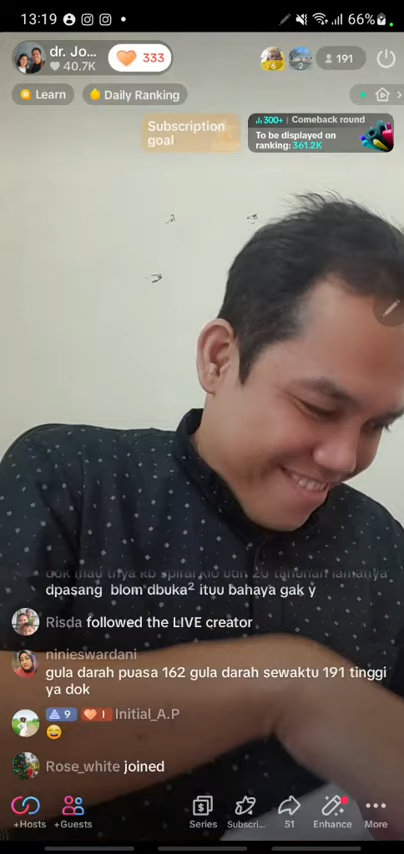 13:19
66%
dr. Jo...
40.7K
333
6
2
191
Learn
Daily Ranking
Subscription
goal
300+ | Comeback round
To be displayed on
ranking: 361.2K
dbuka² ituu bahaya gak y
dpasang blom
Risda followed the LIVE creator
ninieswardani
gula darah puasa 162 gula darah sewaktu 191 tinggi
ya dok
9
1
Initial_A.P
Rose_white joined
+Hosts
+Guests
Series
Subscri...
51
Enhance
More